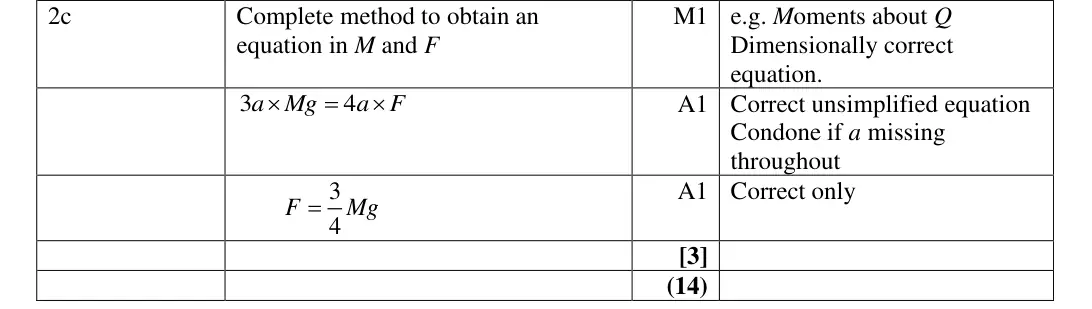 2c Complete method to obtain an M1 e.g. Moments about Q
equation in M and F Dimensionally correct
equation.
3a × Mg = 4a × F A1 Correct unsimplified equation
Condone if a missing
throughout
F = 3/4 Mg A1 Correct only
[3]
(14)